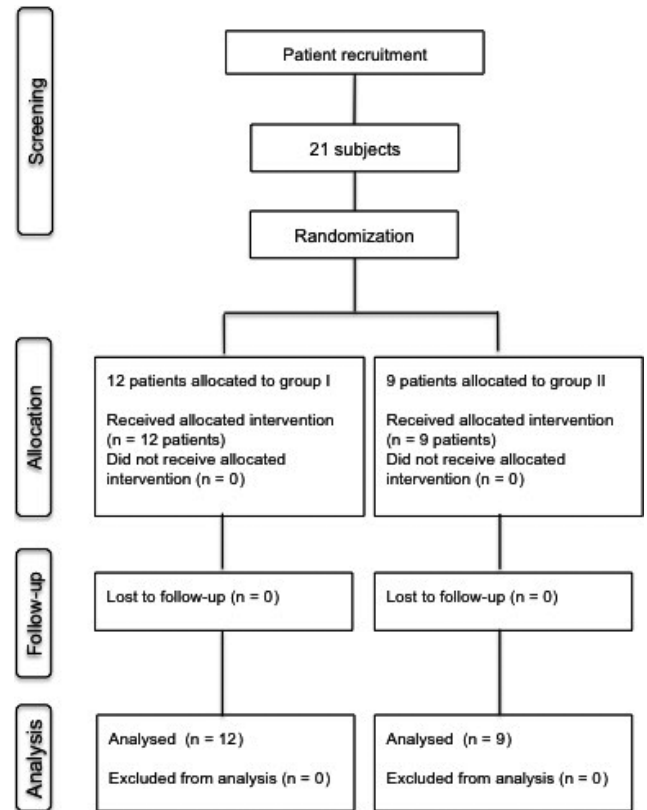 Screening
Patient recruitment
21 subjects
Randomization
Allocation
12 patients allocated to group I
Received allocated intervention
(n = 12 patients)
Did not receive allocated
intervention (n = 0)
9 patients allocated to group II
Received allocated intervention
(n = 9 patients)
Did not receive allocated
intervention (n = 0)
Follow-up
Lost to follow-up (n = 0)
Lost to follow-up (n = 0)
Analysis
Analysed (n = 12)
Excluded from analysis (n = 0)
Analysed (n = 9)
Excluded from analysis (n = 0)